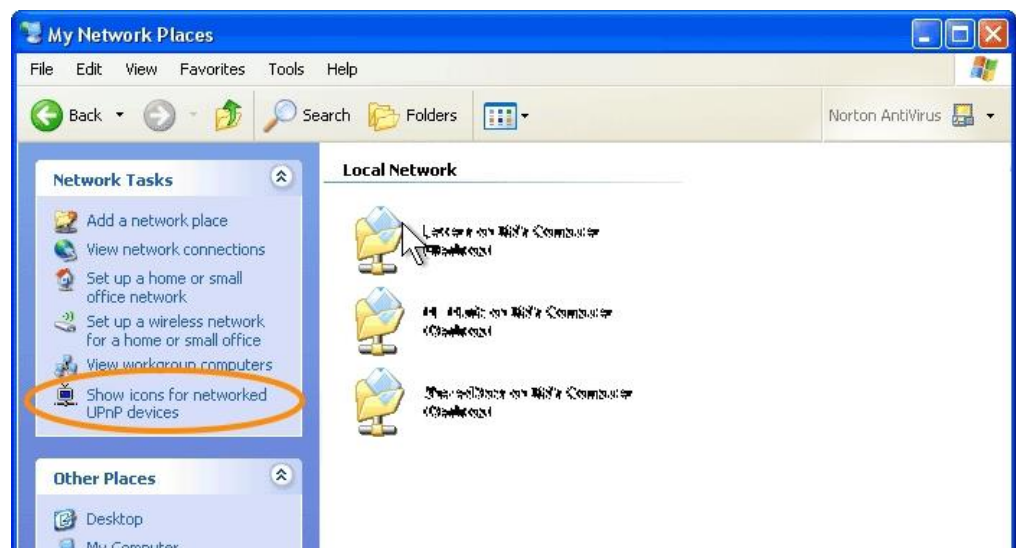 My Network Places
File Edit View Favorites Tools Help
Back Search Folders Norton AntiVirus
Network Tasks
Add a network place
View network connections
Set up a home or small
office network
Set up a wireless network
for a home or small office
View workgroup computers
Show icons for networked
UPnP devices
Other Places
Desktop
My Computer
Local Network